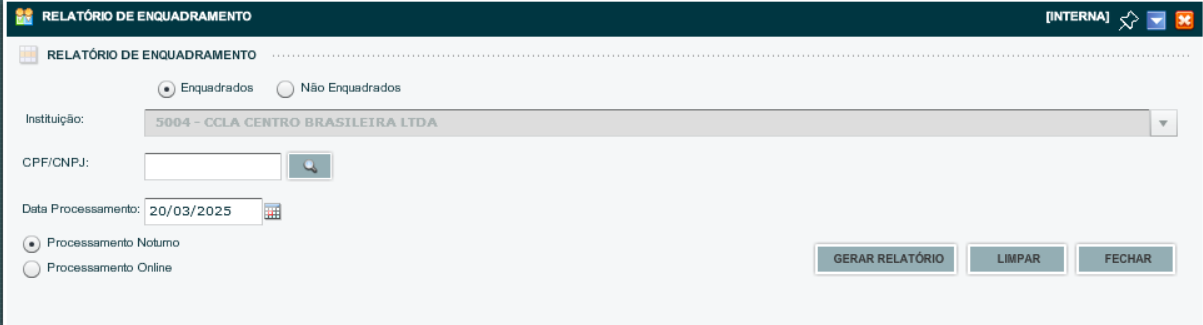 RELATÓRIO DE ENQUADRAMENTO [INTERNA]
RELATÓRIO DE ENQUADRAMENTO
Enquadrados Não Enquadrados
Instituição: 5004 - CCLA CENTRO BRASILEIRA LTDA
CPF/CNPJ:
Data Processamento: 20/03/2025
Processamento Noturno
Processamento Online
GERAR RELATÓRIO LIMPAR FECHAR